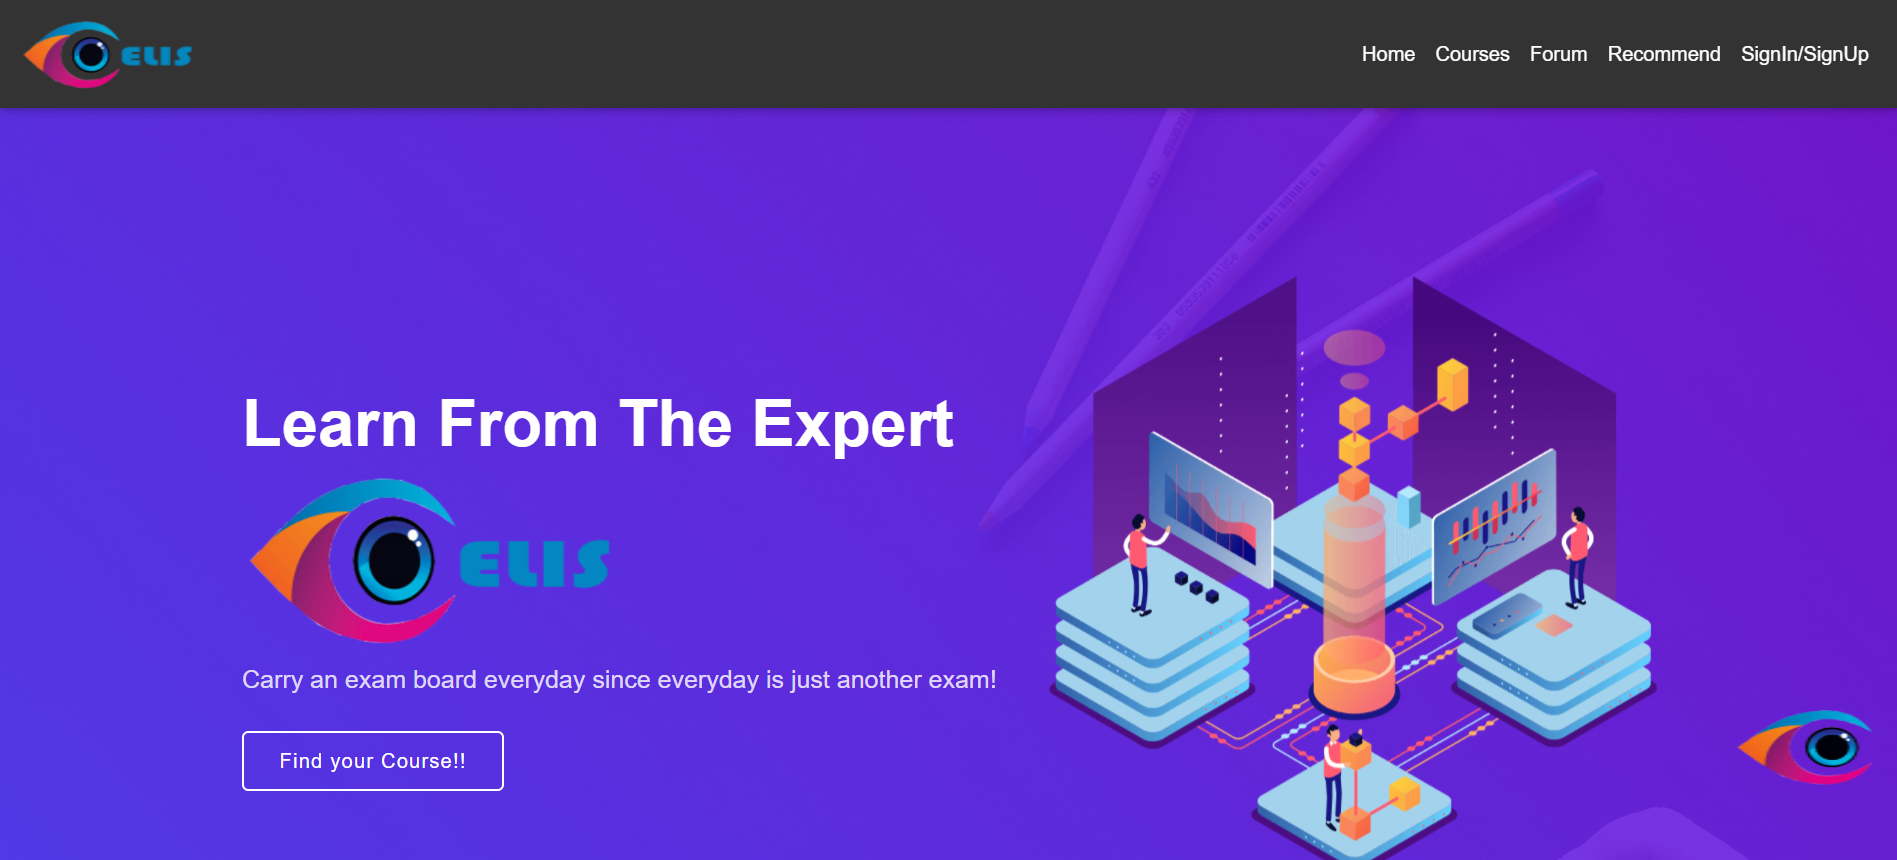 ELIS
Home Courses Forum Recommend SignIn/SignUp
Learn From The Expert
ELIS
Carry an exam board everyday since everyday is just another exam!
Find your Course!!